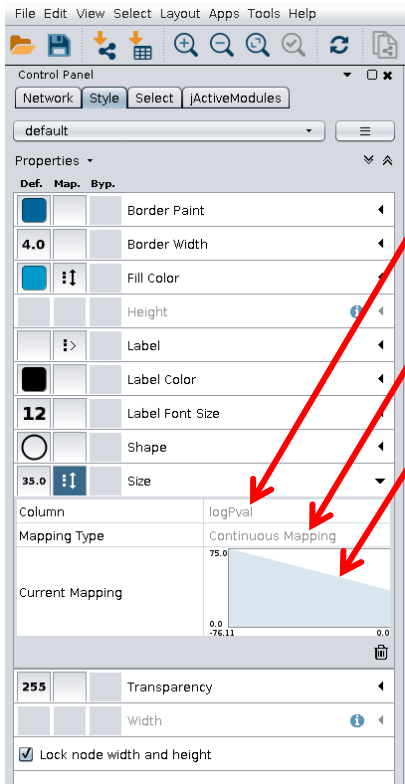 File Edit View Select Layout Apps Tools Help
Control Panel
Network Style Select jActiveModules
default
Properties
Def. Map. Byp.
Border Paint
4.0 Border Width
Fill Color
Height
Label
Label Color
12 Label Font Size
Shape
35.0 Size
Column logPval
Mapping Type Continuous Mapping
75.0
Current Mapping
0.0
-76.11 0.0
255 Transparency
Width
Lock node width and height